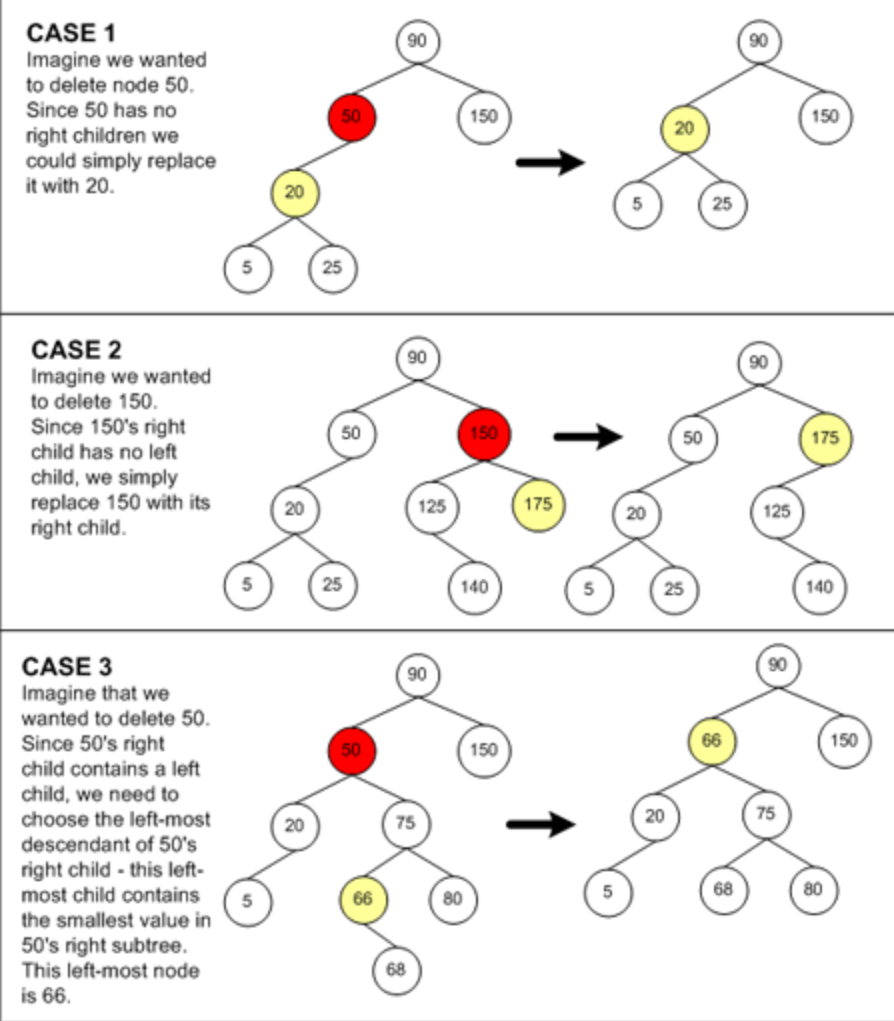 CASE 1
Imagine we wanted
to delete node 50.
Since 50 has no
right children we
could simply replace
it with 20.
90
50
150
20
5
25
90
20
150
5
25
CASE 2
Imagine we wanted
to delete 150.
Since 150's right
child has no left
child, we simply
replace 150 with its
right child.
90
50
150
20
125
175
5
25
140
90
50
175
20
125
5
25
140
CASE 3
Imagine that we
wanted to delete 50.
Since 50's right
child contains a left
child, we need to
choose the left-most
descendant of 50's
right child - this left-
most child contains
the smallest value in
50's right subtree.
This left-most node
is 66.
90
50
150
20
75
5
66
80
68
90
66
150
20
75
5
68
80